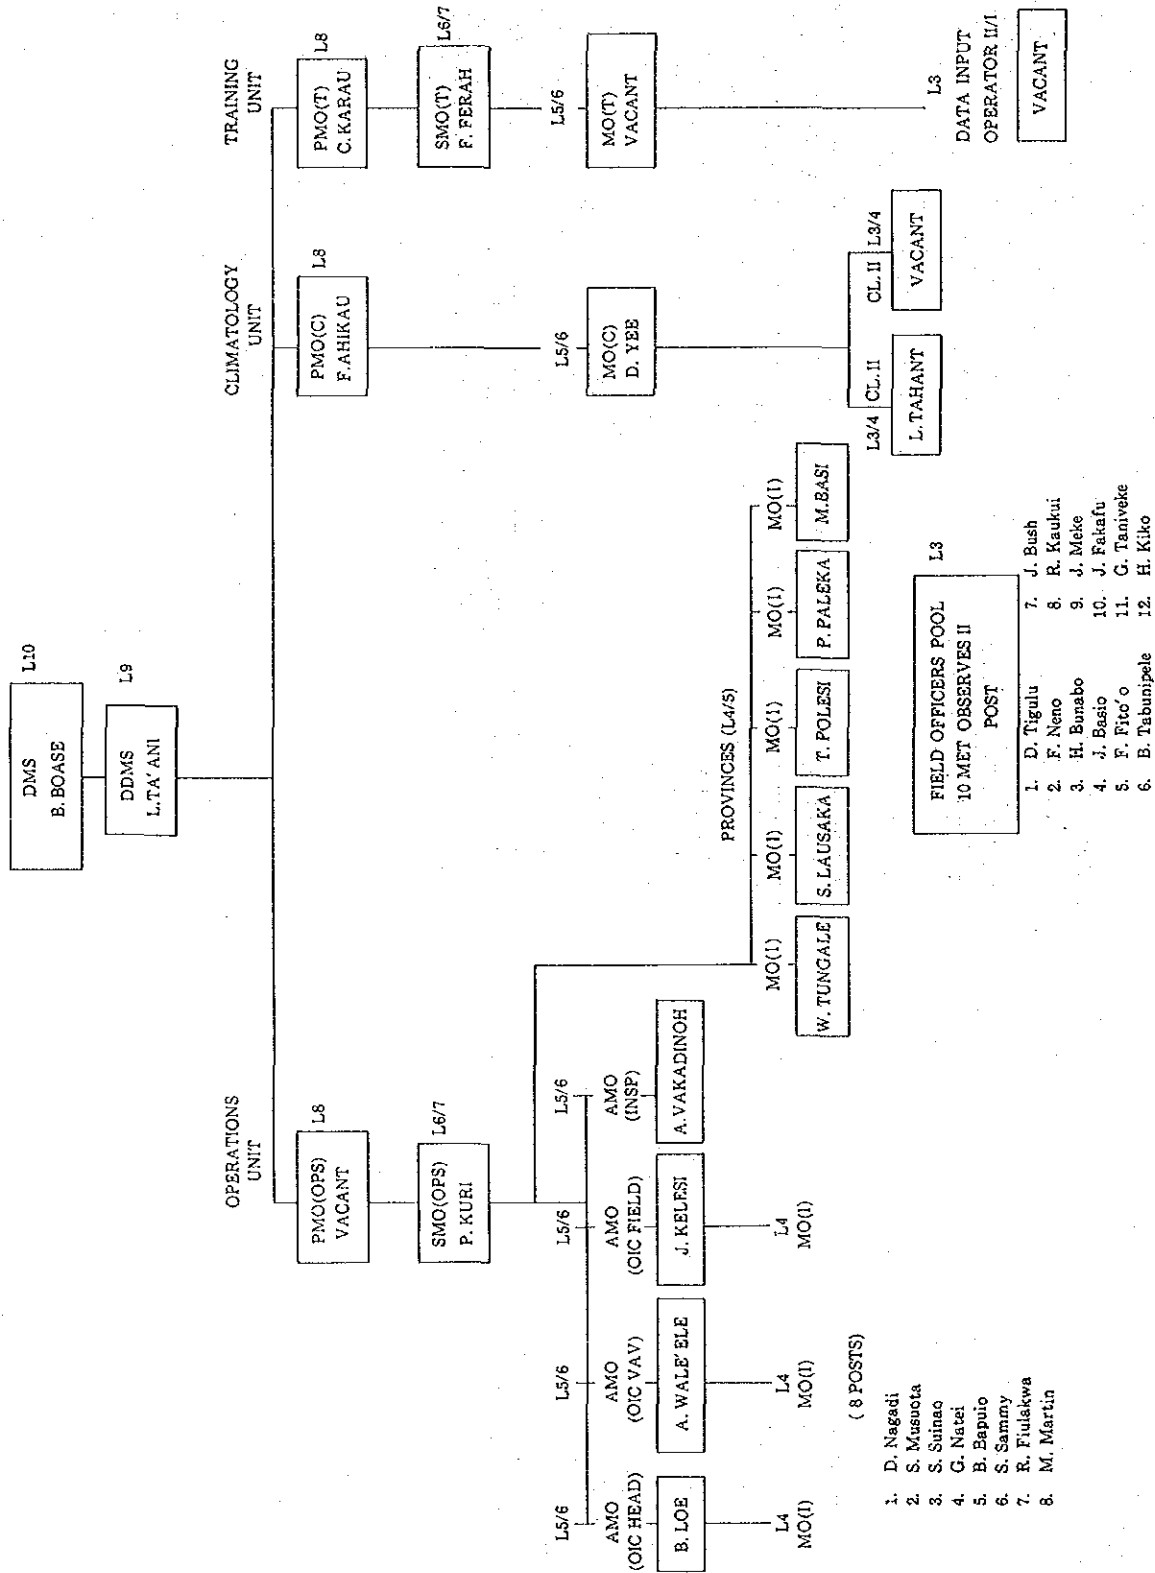 DMS
B. BOASE
L10
DDMS
L.TA'ANI
L9
OPERATIONS
UNIT
PMO(OPS)
VACANT
L8
SMO(OPS)
P. KURI
L6/7
L5/6
AMO
(OIC HEAD)
B. LOE
L4
MO(I)
L5/6
AMO
(OIC VAV)
A. WALE'ELE
L4
MO(I)
L5/6
AMO
(OIC FIELD)
J. KELESI
L4
MO(I)
L5/6
AMO
(INSP)
A.VAKADINOH
( 8 POSTS)
1. D. Nagadi
2. S. Musuota
3. S. Suinao
4. G. Natei
5. B. Bapuio
6. S. Sammy
7. R. Fiulakwa
8. M. Martin
PROVINCES (L4/5)
MO(1)
W. TUNGALE
MO(1)
S. LAUSAKA
MO(1)
T. POLESI
MO(1)
P. PALEKA
MO(1)
M.BASI
FIELD OFFICERS POOL
10 MET OBSERVES II
POST
L3
1. D. Tigulu
2. F. Neno
3. H. Bunabo
4. J. Basio
5. F. Fito'o
6. B. Tabunipele
7. J. Bush
8. R. Kaukui
9. J. Meke
10. J. Fakafu
11. G. Taniveke
12. H. Kiko
CLIMATOLOGY
UNIT
PMO(C)
F.AHIKAU
L8
L5/6
MO(C)
D. YEE
L3/4 CL. II
L. TAHANT
CL. II L3/4
VACANT
TRAINING
UNIT
PMO(T)
C. KARAU
L8
SMO(T)
F. FERAH
L6/7
L5/6
MO(T)
VACANT
L3
DATA INPUT
OPERATOR II/I
VACANT